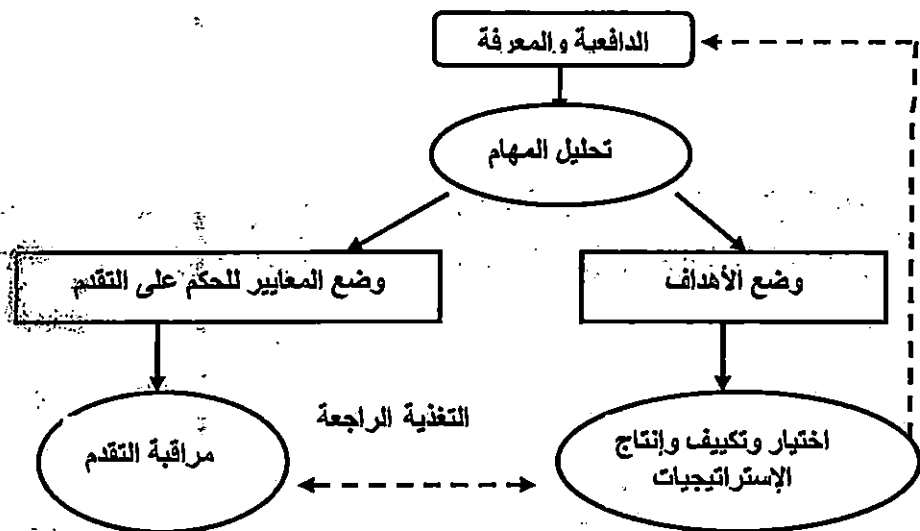 الدافعية والمعرفة
تحليل المهام
وضع الأهداف
وضع المعايير للحكم على التقدم
التغذية الراجعة
اختيار وتكييف وإنتاج
الإستراتيجيات
مراقبة التقدم